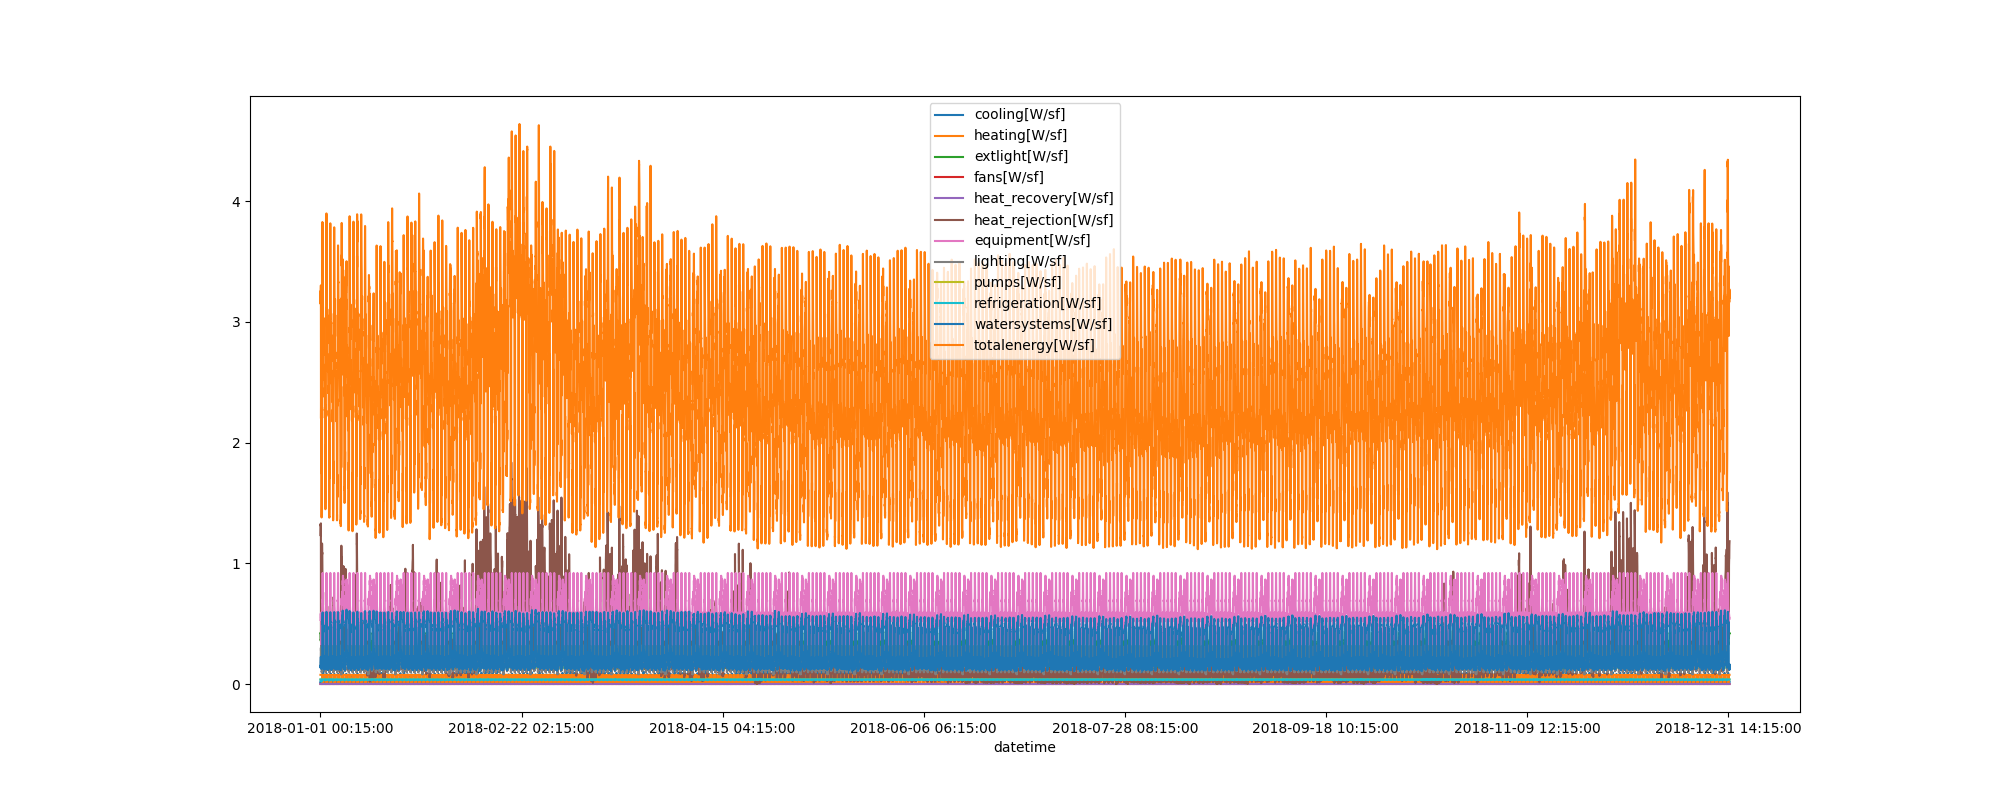 cooling[W/sf]
heating[W/sf]
extlight[W/sf]
fans[W/sf]
heat_recovery[W/sf]
heat_rejection[W/sf]
equipment[W/sf]
lighting[W/sf]
pumps[W/sf]
refrigeration[W/sf]
watersystems[W/sf]
totalenergy[W/sf]
4
3
2
1
0
2018-01-01 00:15:00 2018-02-22 02:15:00 2018-04-15 04:15:00 2018-06-06 06:15:00 2018-07-28 08:15:00 2018-09-18 10:15:00 2018-11-09 12:15:00 2018-12-31 14:15:00
datetime